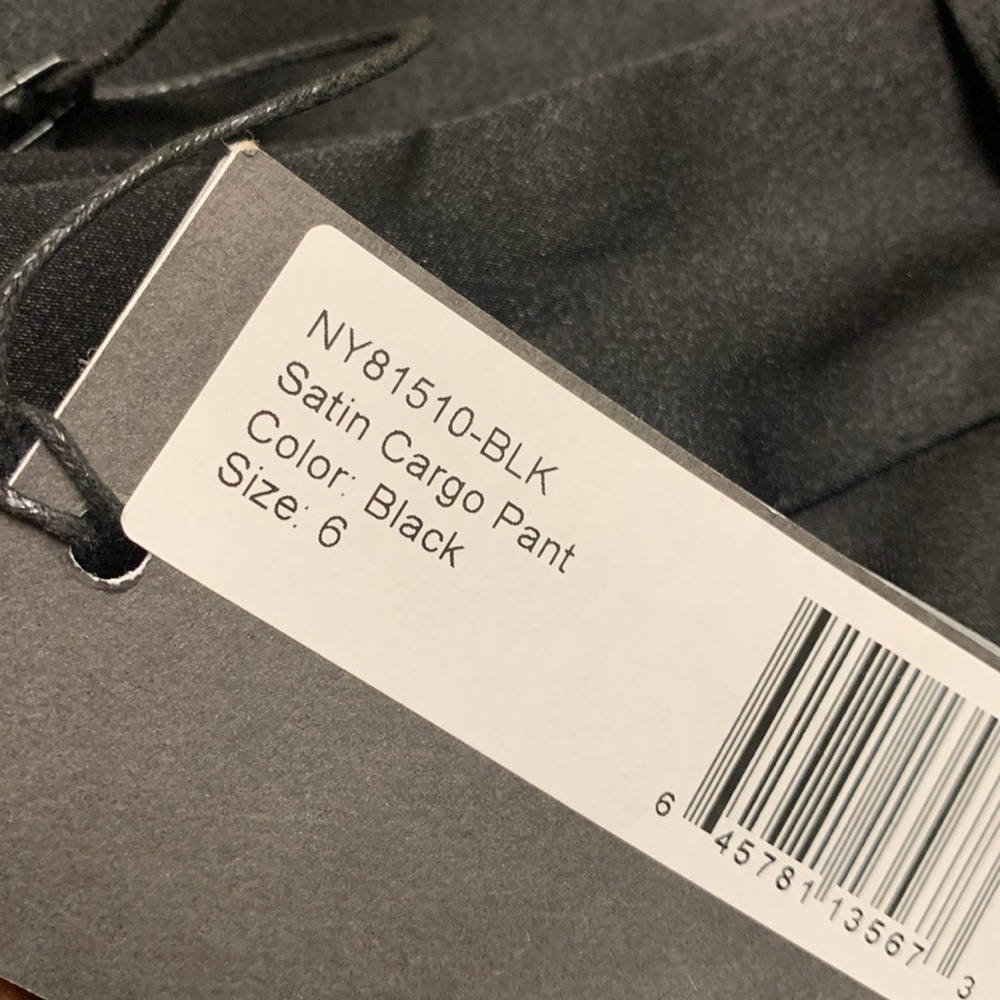 NY81510-BLK
Satin Cargo Pant
Color: Black
Size: 6
6 45781 13567 3